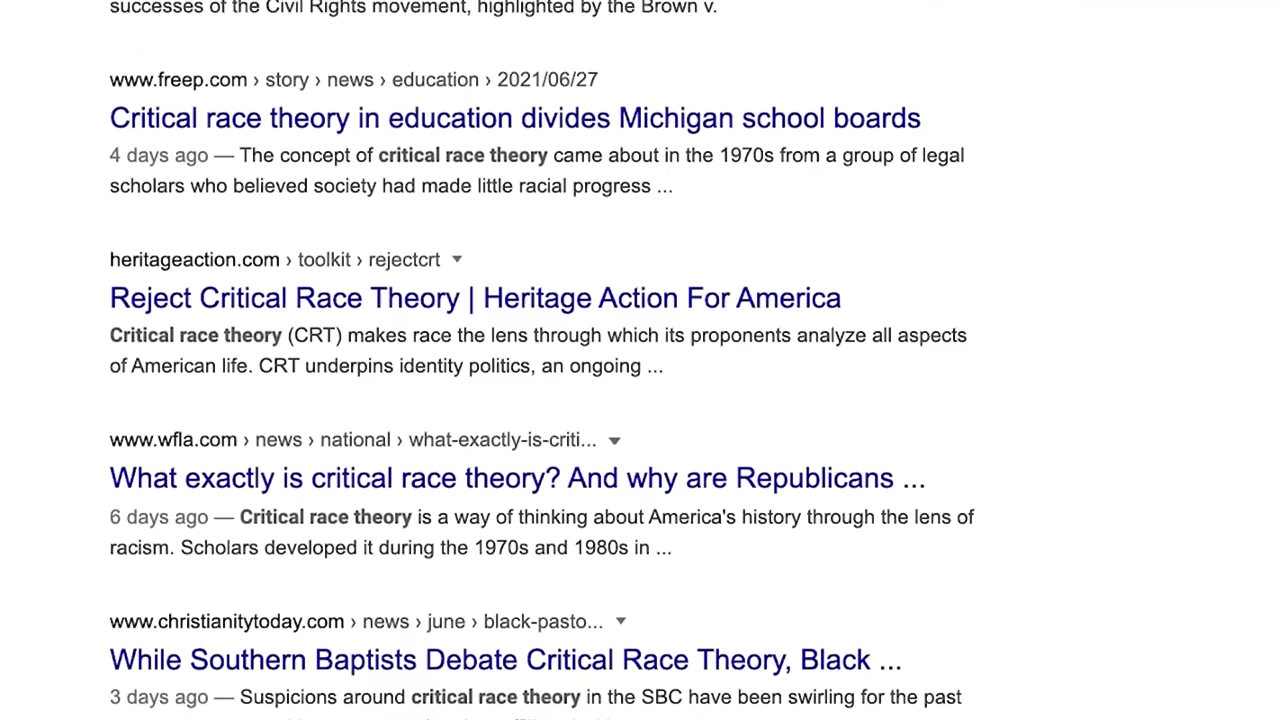 successes of the Civil Rights movement, highlighted by the Brown v.
www.freep.com › story › news › education › 2021/06/27
Critical race theory in education divides Michigan school boards
4 days ago — The concept of critical race theory came about in the 1970s from a group of legal
scholars who believed society had made little racial progress ...
heritageaction.com › toolkit › rejectcrt
Reject Critical Race Theory | Heritage Action For America
Critical race theory (CRT) makes race the lens through which its proponents analyze all aspects
of American life. CRT underpins identity politics, an ongoing ...
www.wfla.com › news › national › what-exactly-is-criti...
What exactly is critical race theory? And why are Republicans ...
6 days ago — Critical race theory is a way of thinking about America's history through the lens of
racism. Scholars developed it during the 1970s and 1980s in ...
www.christianitytoday.com › news › june › black-pasto...
While Southern Baptists Debate Critical Race Theory, Black ...
3 days ago — Suspicions around critical race theory in the SBC have been swirling for the past